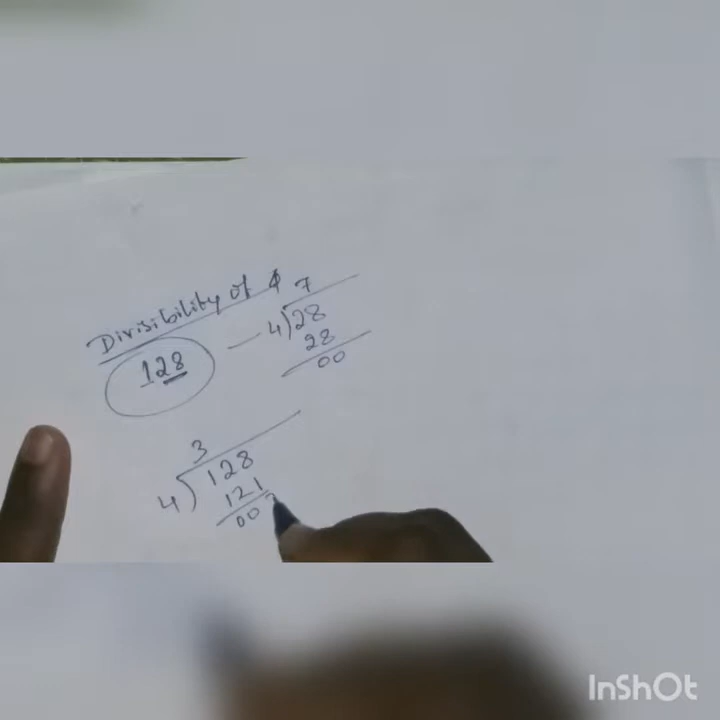 Divisibility of 4
128 — 4)28
7
28
00
3
4)128
121
00
InShOt